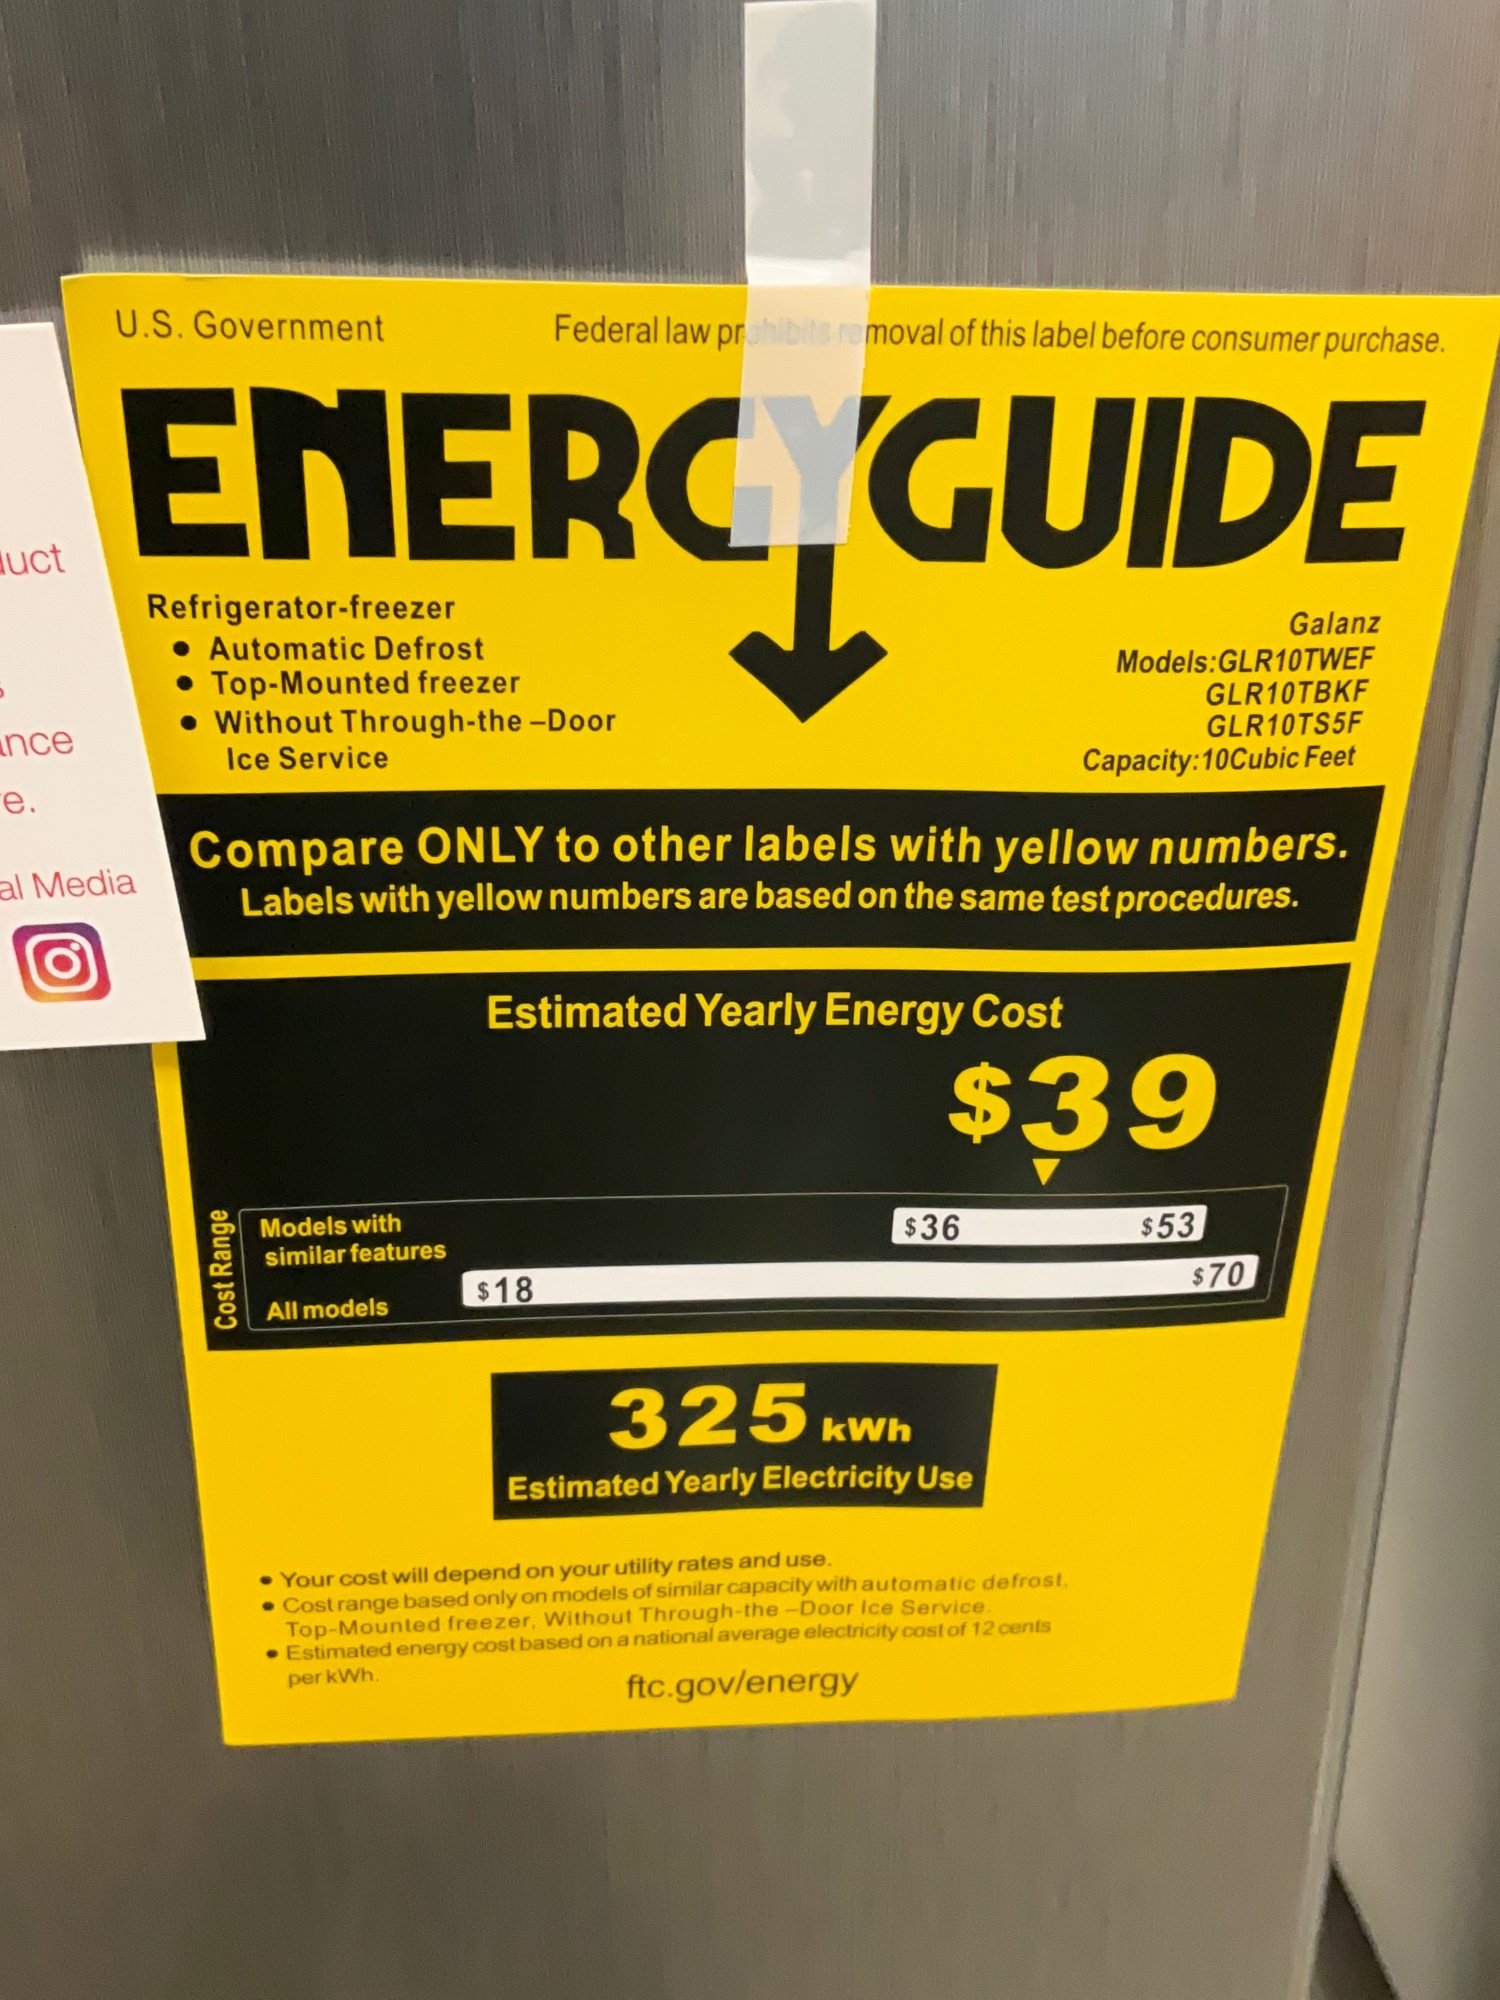 U.S. Government
Federal law prohibits removal of this label before consumer purchase.
ENERGYGUIDE
Refrigerator-freezer
• Automatic Defrost
• Top-Mounted freezer
• Without Through-the –Door
Ice Service
Galanz
Models:GLR10TWEF
GLR10TBKF
GLR10TS5F
Capacity:10Cubic Feet
Compare ONLY to other labels with yellow numbers.
Labels with yellow numbers are based on the same test procedures.
Estimated Yearly Energy Cost
$39
Cost Range
Models with
similar features
$36 $53
All models
$18 $70
325 kWh
Estimated Yearly Electricity Use
• Your cost will depend on your utility rates and use.
• Cost range based only on models of similar capacity with automatic defrost,
Top-Mounted freezer, Without Through-the –Door Ice Service.
• Estimated energy cost based on a national average electricity cost of 12 cents
per kWh.
ftc.gov/energy
al Media